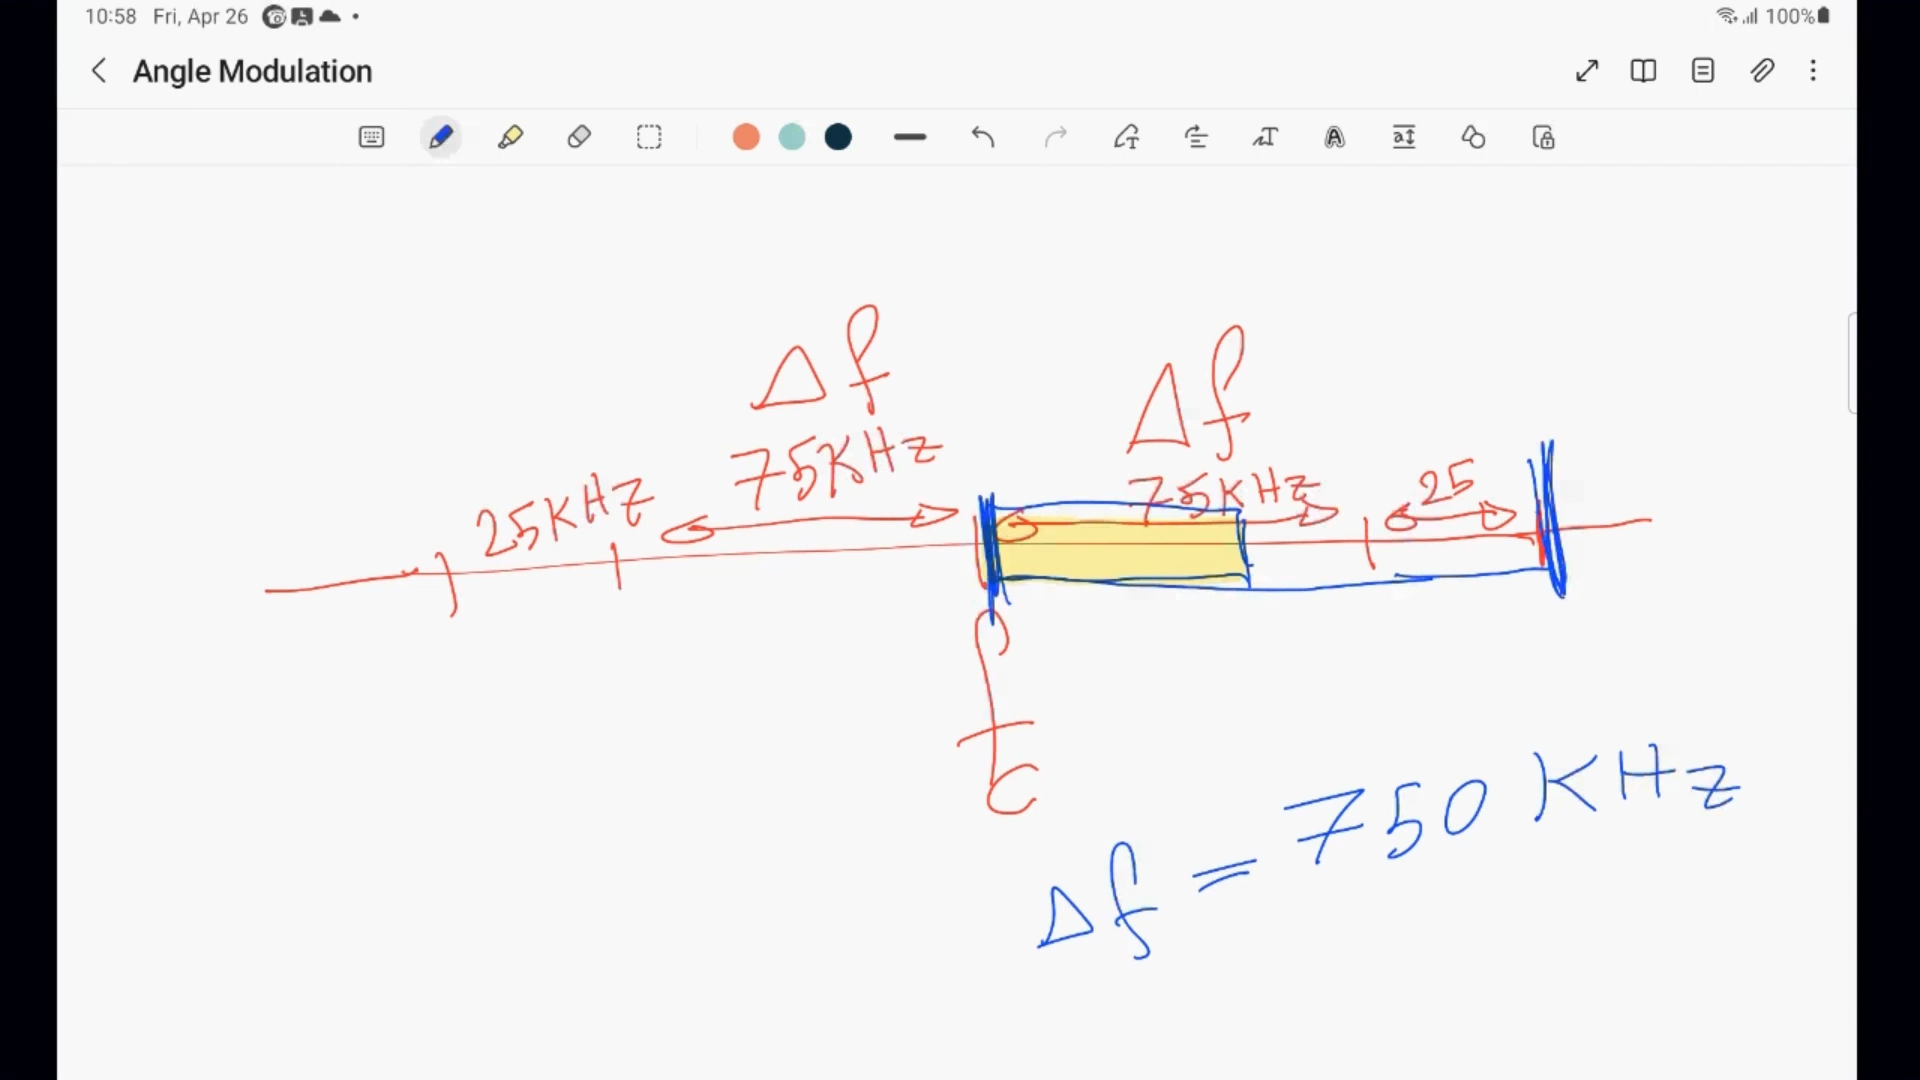 10:58 Fri, Apr 26
100%
Angle Modulation
Δf
Δf
75KHz
75KHz
25KHz
25
fc
Δf = 750 KHz